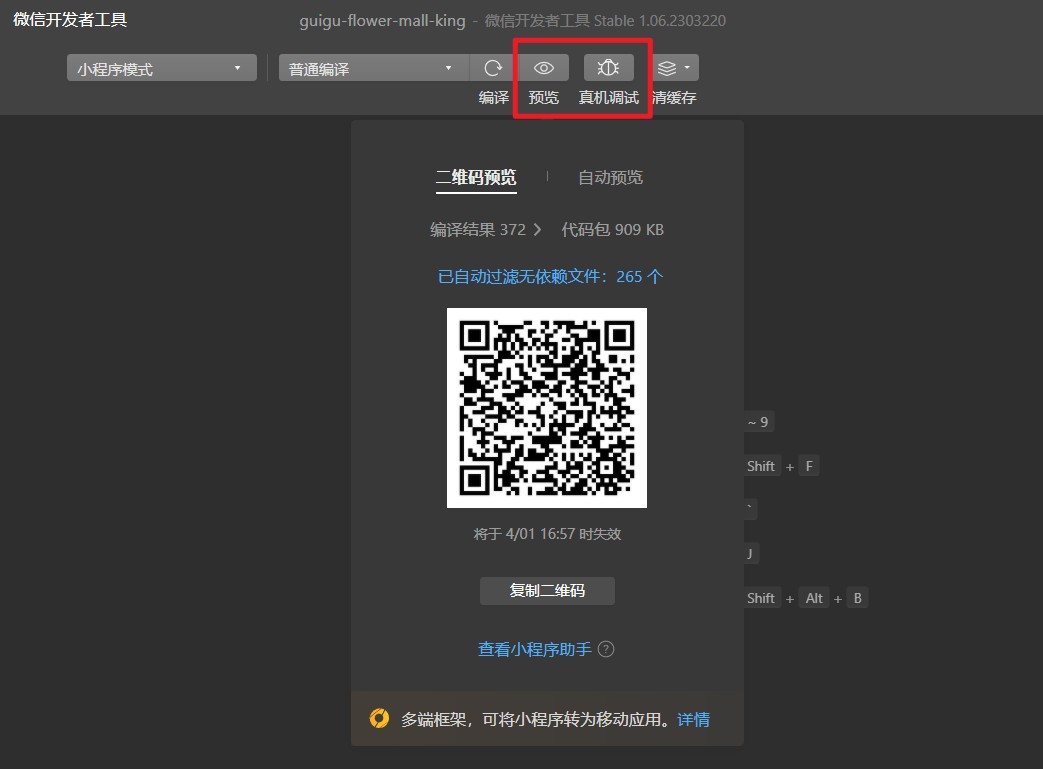 微信开发者工具
guigu-flower-mall-king - 微信开发者工具 Stable 1.06.2303220
小程序模式 普通编译
编译 预览 真机调试 清缓存
二维码预览 自动预览
编译结果 372 > 代码包 909 KB
已自动过滤无依赖文件：265 个
~ 9
Shift + F
`
将于 4/01 16:57 时失效
J
复制二维码
Shift + Alt + B
查看小程序助手 ?
多端框架，可将小程序转为移动应用。详情